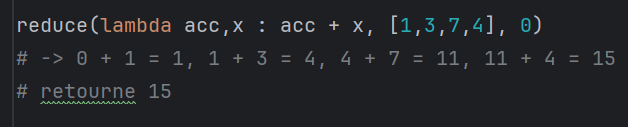 reduce(lambda acc,x : acc + x, [1,3,7,4], 0)
# -> 0 + 1 = 1, 1 + 3 = 4, 4 + 7 = 11, 11 + 4 = 15
# retourne 15